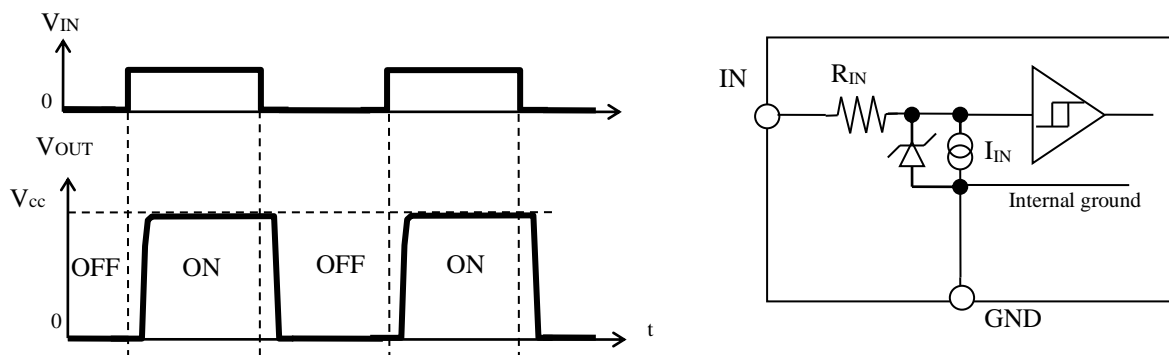 VIN
0
VOUT
Vcc
OFF
ON
OFF
ON
0
t
IN
RIN
IIN
Internal ground
GND